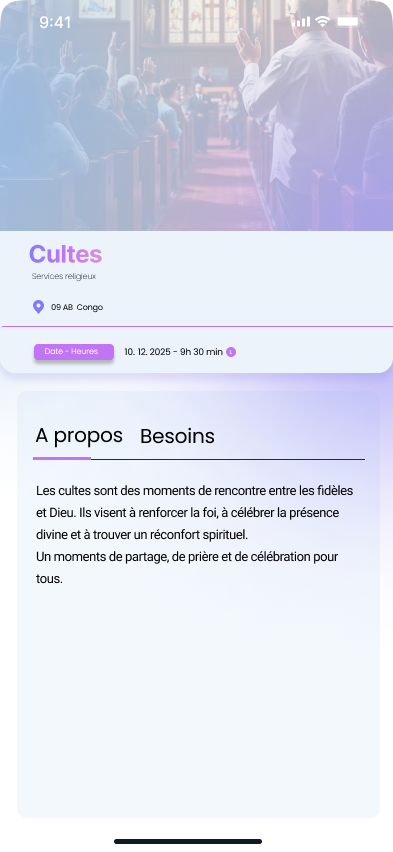 9:41
Cultes
Services religieux
09 AB Congo
Date - Heures 10. 12. 2025 - 9h 30 min
A propos Besoins
Les cultes sont des moments de rencontre entre les fidèles
et Dieu. Ils visent à renforcer la foi, à célébrer la présence
divine et à trouver un réconfort spirituel.
Un moments de partage, de prière et de célébration pour
tous.